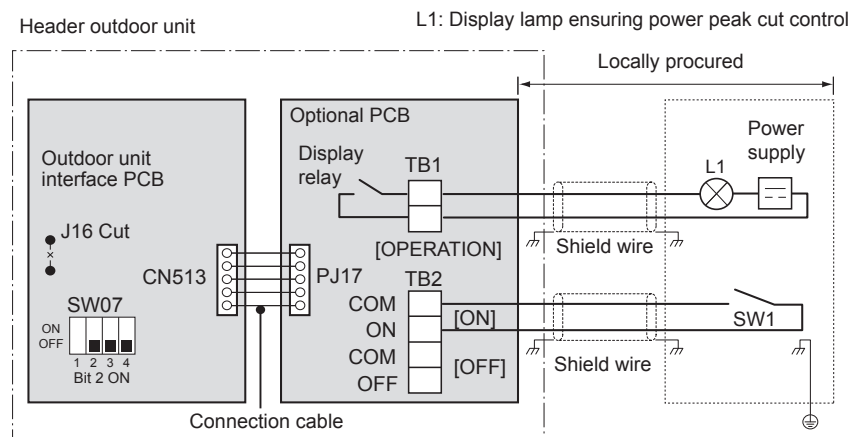 Header outdoor unit
L1: Display lamp ensuring power peak cut control
Locally procured
Optional PCB
Outdoor unit
interface PCB
Display
relay
TB1
L1
Power
supply
J16 Cut
[OPERATION]
Shield wire
CN513
PJ17
TB2
SW07
COM
ON
[ON]
SW1
ON
OFF
COM
OFF
[OFF]
Shield wire
1 2 3 4
Bit 2 ON
Connection cable